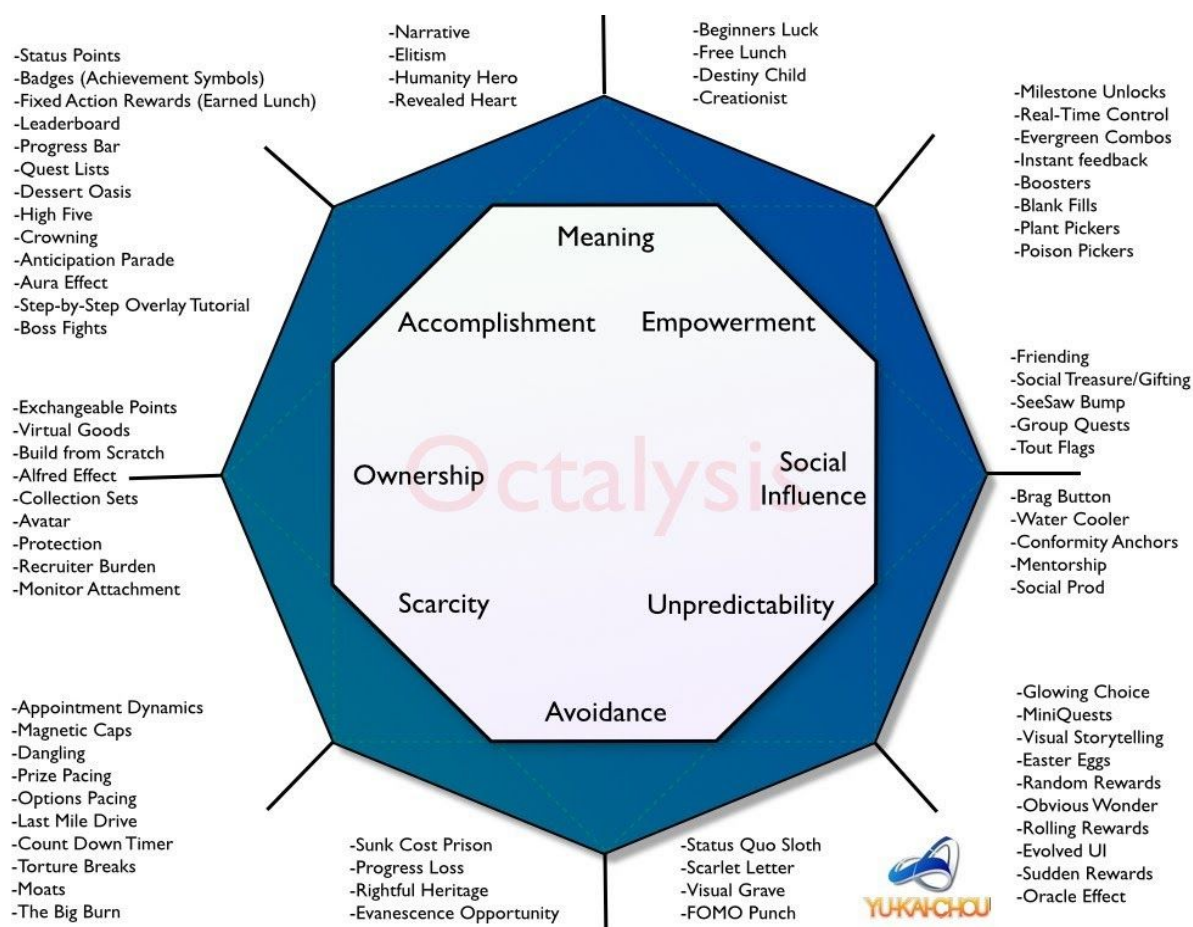 -Narrative
-Elitism
-Humanity Hero
-Revealed Heart
-Beginners Luck
-Free Lunch
-Destiny Child
-Creationist
-Status Points
-Badges (Achievement Symbols)
-Fixed Action Rewards (Earned Lunch)
-Leaderboard
-Progress Bar
-Quest Lists
-Dessert Oasis
-High Five
-Crowning
-Anticipation Parade
-Aura Effect
-Step-by-Step Overlay Tutorial
-Boss Fights
-Milestone Unlocks
-Real-Time Control
-Evergreen Combos
-Instant feedback
-Boosters
-Blank Fills
-Plant Pickers
-Poison Pickers
Meaning
Accomplishment
Empowerment
Ownership
Octalysis
Social
Influence
Scarcity
Unpredictability
Avoidance
-Exchangeable Points
-Virtual Goods
-Build from Scratch
-Alfred Effect
-Collection Sets
-Avatar
-Protection
-Recruiter Burden
-Monitor Attachment
-Friending
-Social Treasure/Gifting
-SeeSaw Bump
-Group Quests
-Tout Flags
-Brag Button
-Water Cooler
-Conformity Anchors
-Mentorship
-Social Prod
-Appointment Dynamics
-Magnetic Caps
-Dangling
-Prize Pacing
-Options Pacing
-Last Mile Drive
-Count Down Timer
-Torture Breaks
-Moats
-The Big Burn
-Sunk Cost Prison
-Progress Loss
-Rightful Heritage
-Evanescence Opportunity
-Status Quo Sloth
-Scarlet Letter
-Visual Grave
-FOMO Punch
-Glowing Choice
-MiniQuests
-Visual Storytelling
-Easter Eggs
-Random Rewards
-Obvious Wonder
-Rolling Rewards
-Evolved UI
-Sudden Rewards
-Oracle Effect
YU-KAI-CHOU